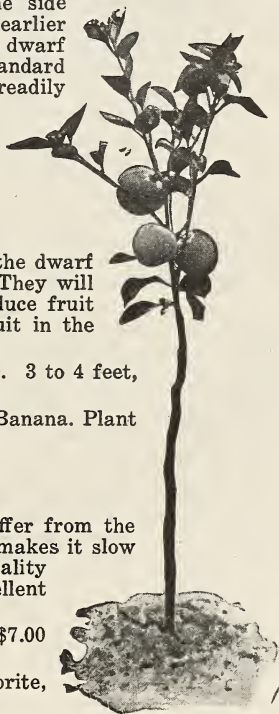 e side
earlier
dwarf
andard
readily
the dwarf
They will
duce fruit
uit in the
. 3 to 4 feet,
Banana. Plant
ffer from the
makes it slow
ality
ellent
$7.00
orite,